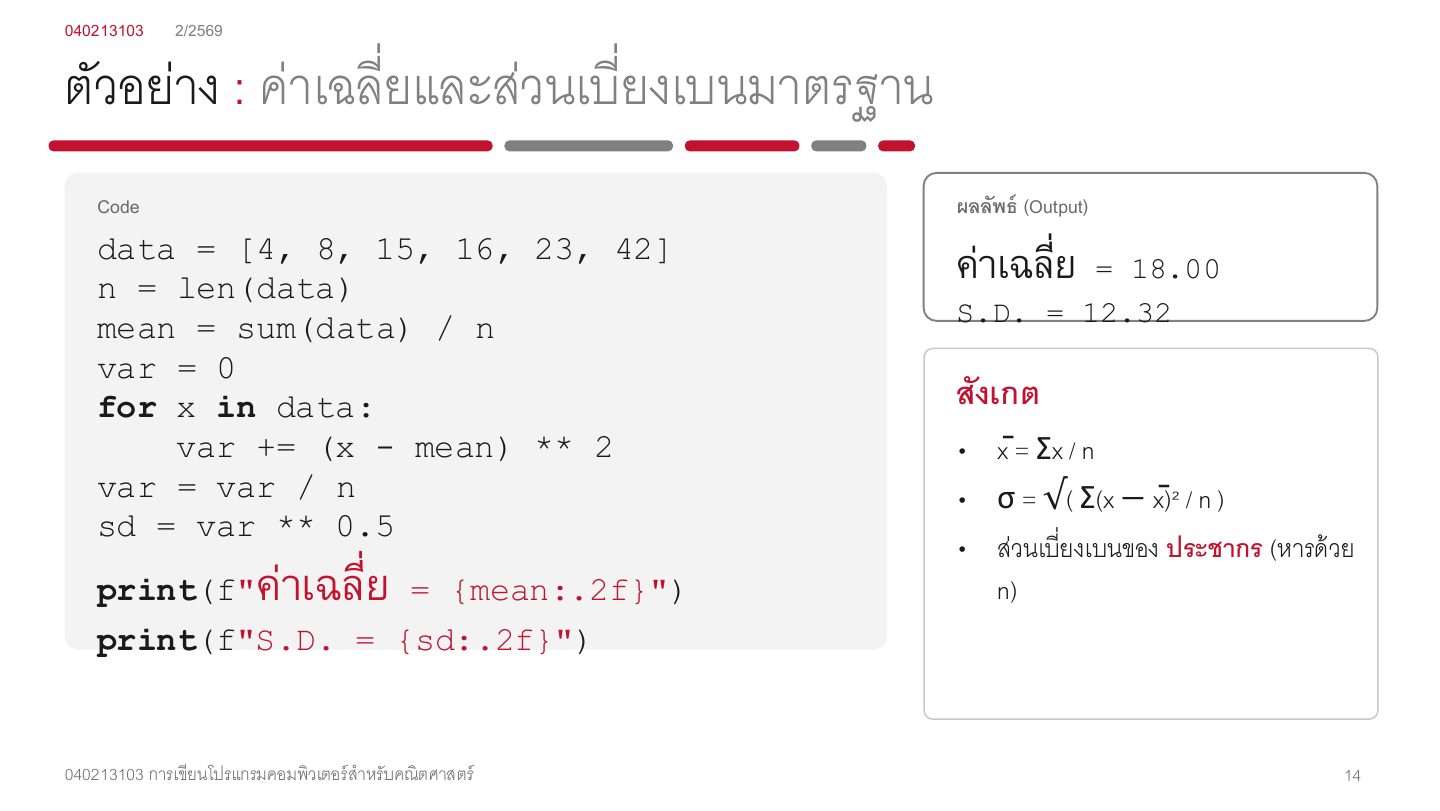 040213103 2/2569
ตัวอย่าง : ค่าเฉลี่ยและส่วนเบี่ยงเบนมาตรฐาน
Code
data = [4, 8, 15, 16, 23, 42]
n = len(data)
mean = sum(data) / n
var = 0
for x in data:
    var += (x - mean) ** 2
var = var / n
sd = var ** 0.5
print(f"ค่าเฉลี่ย = {mean:.2f}")
print(f"S.D. = {sd:.2f}")
ผลลัพธ์ (Output)
ค่าเฉลี่ย = 18.00
S.D. = 12.32
สังเกต
• x̄ = Σx / n
• σ = √( Σ(x − x̄)² / n )
• ส่วนเบี่ยงเบนของ ประชากร (หารด้วย
n)
040213103 การเขียนโปรแกรมคอมพิวเตอร์สำหรับคณิตศาสตร์
14